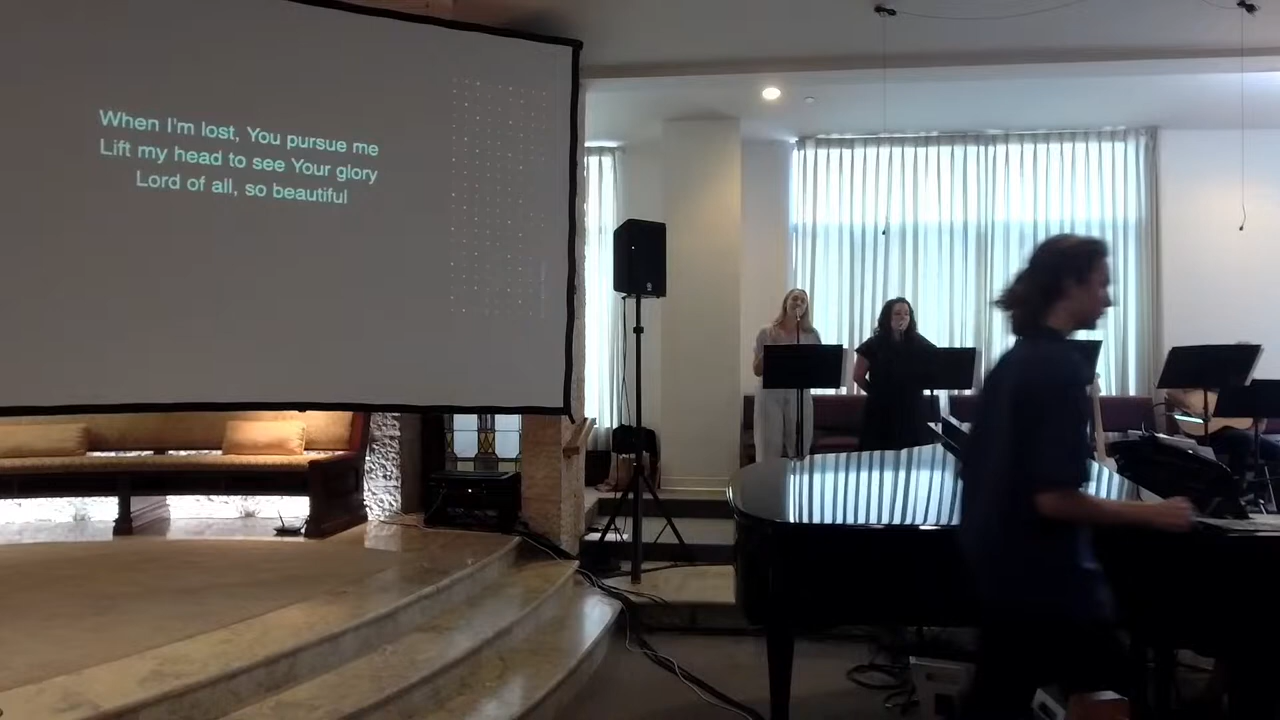 When I'm lost, You pursue me
Lift my head to see Your glory
Lord of all, so beautiful